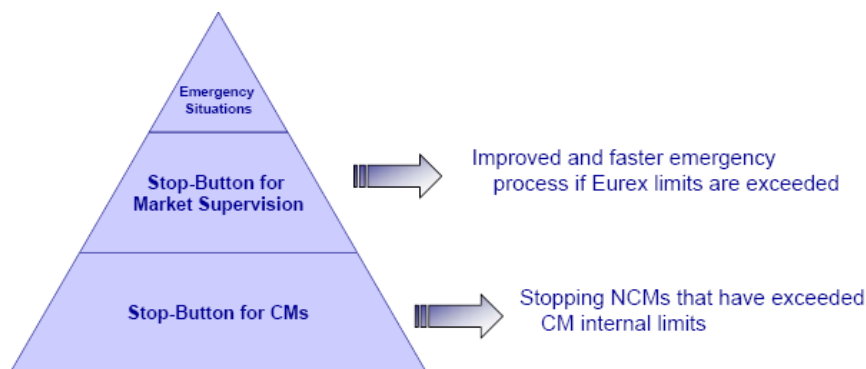 Emergency
Situations
Stop-Button for
Market Supervision
Improved and faster emergency
process if Eurex limits are exceeded
Stop-Button for CMs
Stopping NCMs that have exceeded
CM internal limits